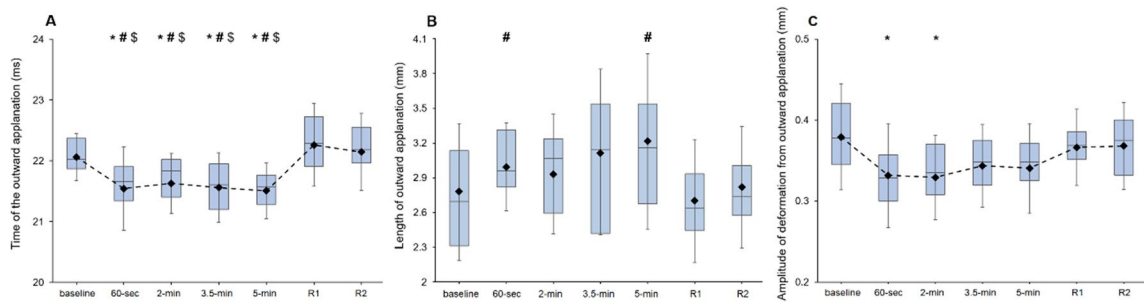 A
Time of the outward applanation (ms)
24
23
22
21
20
* # $
* # $
* # $
* # $
baseline
60-sec
2-min
3.5-min
5-min
R1
R2
B
Length of outward applanation (mm)
4.1
3.8
3.5
3.2
2.9
2.6
2.3
2
#
#
baseline
60-sec
2-min
3.5-min
5-min
R1
R2
C
Amplitude of deformation from outward applanation (mm)
0.5
0.4
0.3
0.2
*
*
baseline
60-sec
2-min
3.5-min
5-min
R1
R2